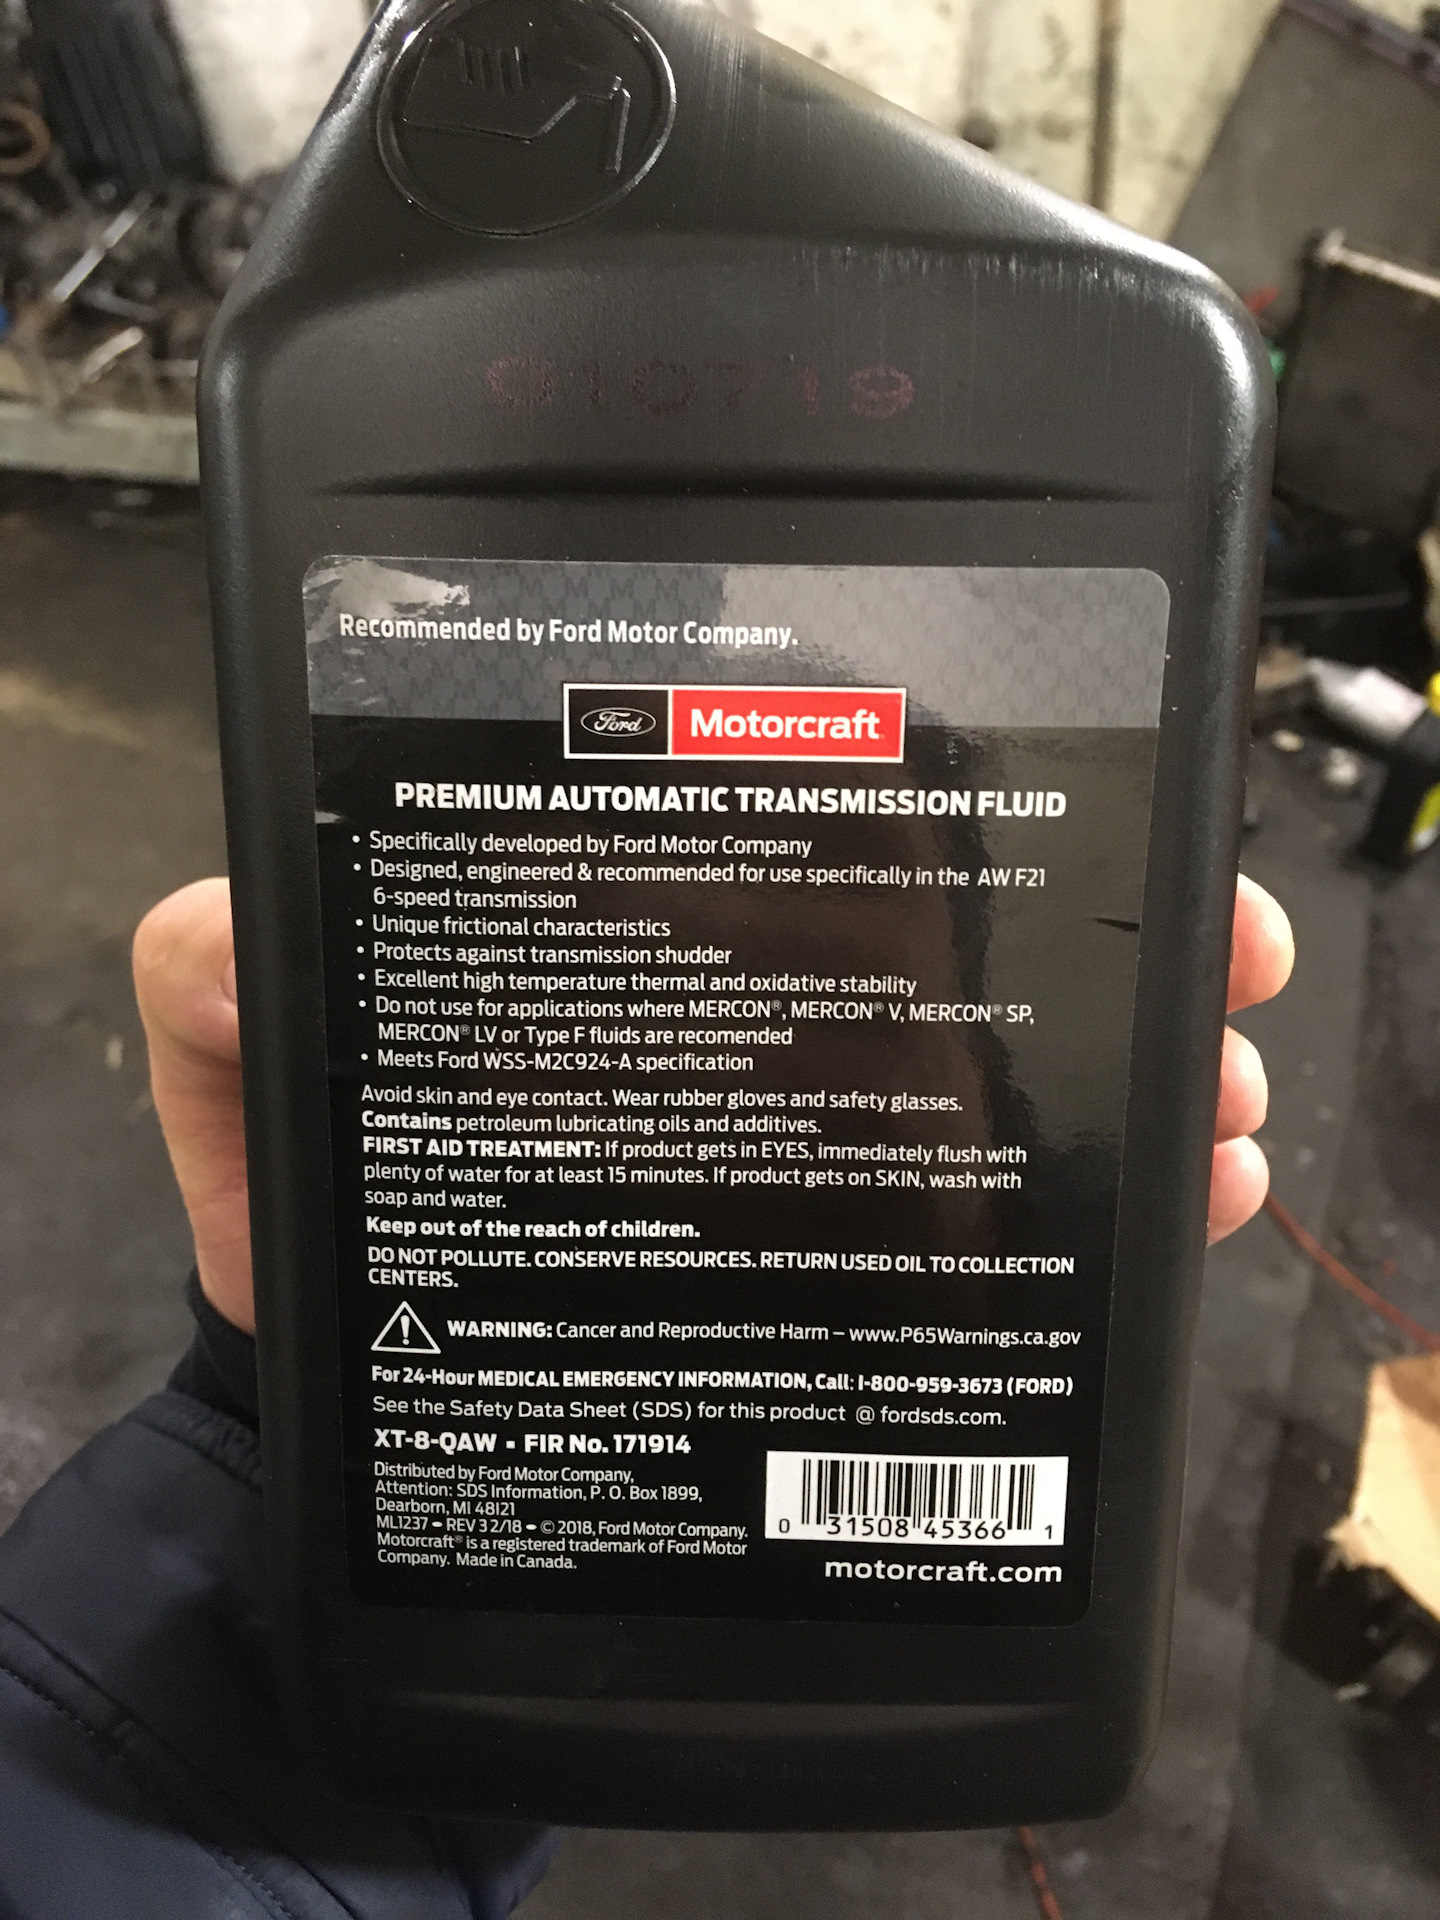 010719
Recommended by Ford Motor Company.
Ford Motorcraft
PREMIUM AUTOMATIC TRANSMISSION FLUID
• Specifically developed by Ford Motor Company
• Designed, engineered & recommended for use specifically in the AW F21
6-speed transmission
• Unique frictional characteristics
• Protects against transmission shudder
• Excellent high temperature thermal and oxidative stability
• Do not use for applications where MERCON®, MERCON® V, MERCON® SP,
MERCON® LV or Type F fluids are recomended
• Meets Ford WSS-M2C924-A specification
Avoid skin and eye contact. Wear rubber gloves and safety glasses.
Contains petroleum lubricating oils and additives.
FIRST AID TREATMENT: If product gets in EYES, immediately flush with
plenty of water for at least 15 minutes. If product gets on SKIN, wash with
soap and water.
Keep out of the reach of children.
DO NOT POLLUTE. CONSERVE RESOURCES. RETURN USED OIL TO COLLECTION
CENTERS.
WARNING: Cancer and Reproductive Harm – www.P65Warnings.ca.gov
For 24-Hour MEDICAL EMERGENCY INFORMATION, Call: 1-800-959-3673 (FORD)
See the Safety Data Sheet (SDS) for this product @ fordsds.com.
XT-8-QAW ▪ FIR No. 171914
Distributed by Ford Motor Company,
Attention: SDS Information, P. O. Box 1899,
Dearborn, MI 48121
ML1237 – REV 3 2/18 – © 2018, Ford Motor Company.
Motorcraft® is a registered trademark of Ford Motor
Company. Made in Canada.
0 31508 45366 1
motorcraft.com